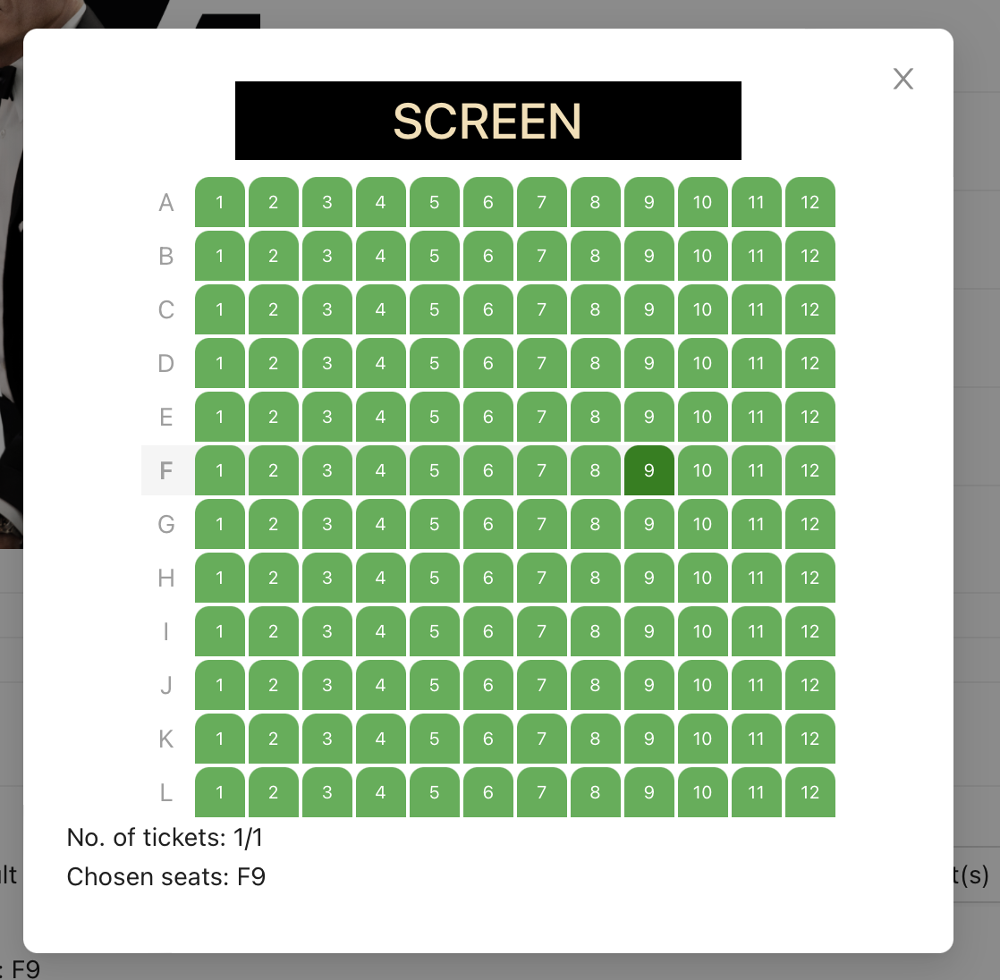 X
SCREEN
A 1 2 3 4 5 6 7 8 9 10 11 12
B 1 2 3 4 5 6 7 8 9 10 11 12
C 1 2 3 4 5 6 7 8 9 10 11 12
D 1 2 3 4 5 6 7 8 9 10 11 12
E 1 2 3 4 5 6 7 8 9 10 11 12
F 1 2 3 4 5 6 7 8 9 10 11 12
G 1 2 3 4 5 6 7 8 9 10 11 12
H 1 2 3 4 5 6 7 8 9 10 11 12
I 1 2 3 4 5 6 7 8 9 10 11 12
J 1 2 3 4 5 6 7 8 9 10 11 12
K 1 2 3 4 5 6 7 8 9 10 11 12
L 1 2 3 4 5 6 7 8 9 10 11 12
No. of tickets: 1/1
Chosen seats: F9
lt t(s)
: F9